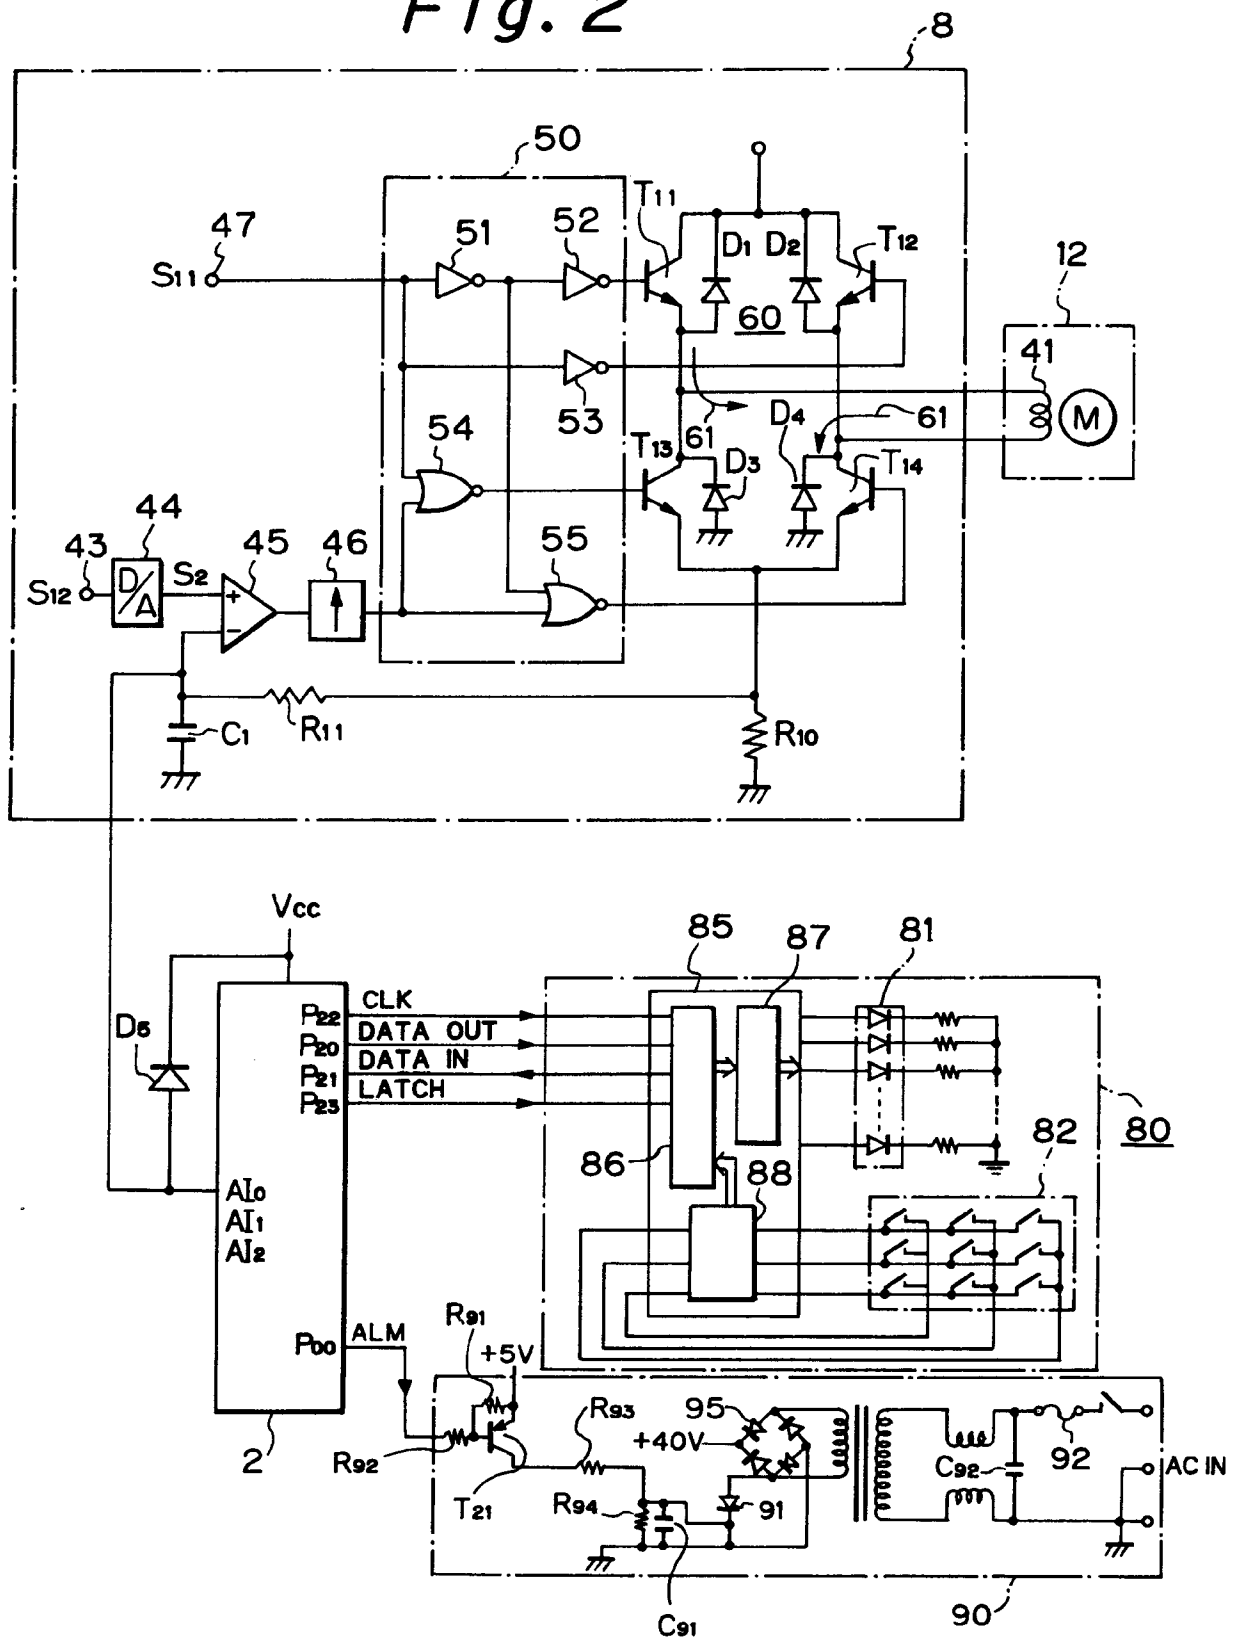 Fig. 2
8
50
47
51
52
T11
D1
D2
T12
12
S11
60
41
M
53
61
D4
61
54
T13
D3
T14
43
44
45
46
55
S12
D/A
S2
+
−
R11
C1
R10
Vcc
85
87
81
D5
P22
CLK
P20
DATA OUT
P21
DATA IN
P23
LATCH
80
82
86
88
AI0
AI1
AI2
R91
P00
ALM
+5V
R93
95
+40V
2
R92
C92
92
AC IN
T21
R94
91
C91
90